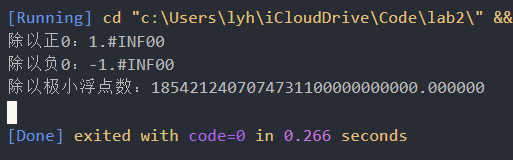 [Running] cd "c:\Users\lyh\iCloudDrive\Code\lab2\" &&
除以正0：1.#INF00
除以负0：-1.#INF00
除以极小浮点数：1854212407074731100000000000.000000
[Done] exited with code=0 in 0.266 seconds